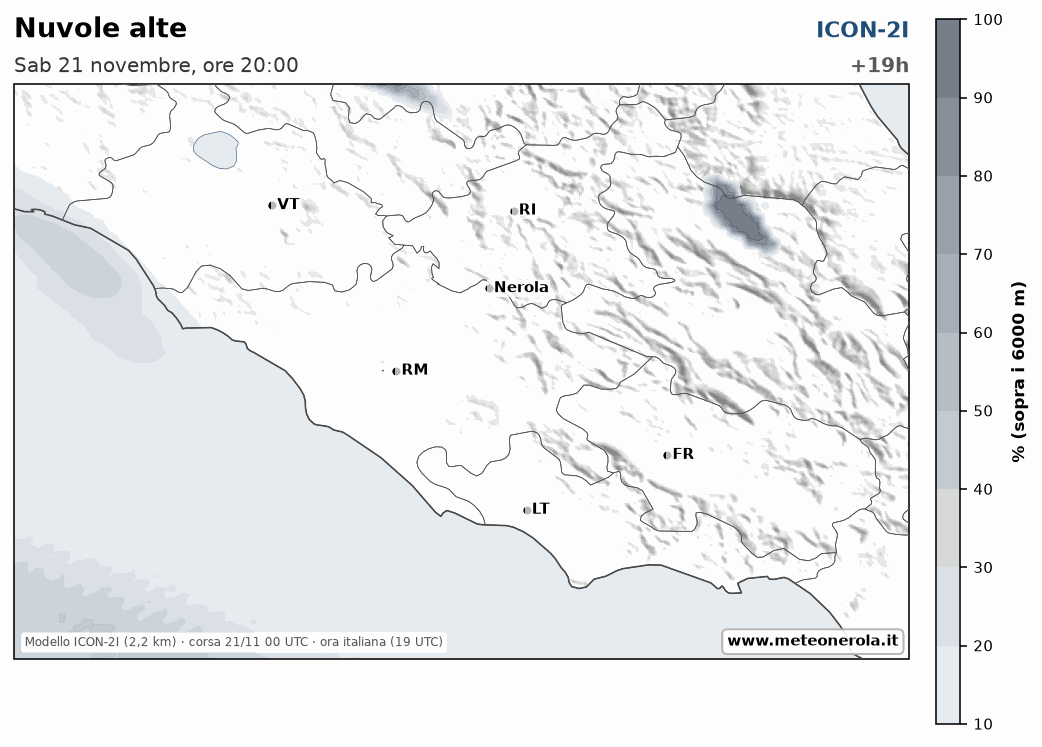 Nuvole alte
ICON-2I
Sab 21 novembre, ore 20:00
+19h
VT
RI
Nerola
RM
FR
LT
Modello ICON-2I (2,2 km) · corsa 21/11 00 UTC · ora italiana (19 UTC)
www.meteonerola.it
100
90
80
70
60
50
40
30
20
10
% (sopra i 6000 m)